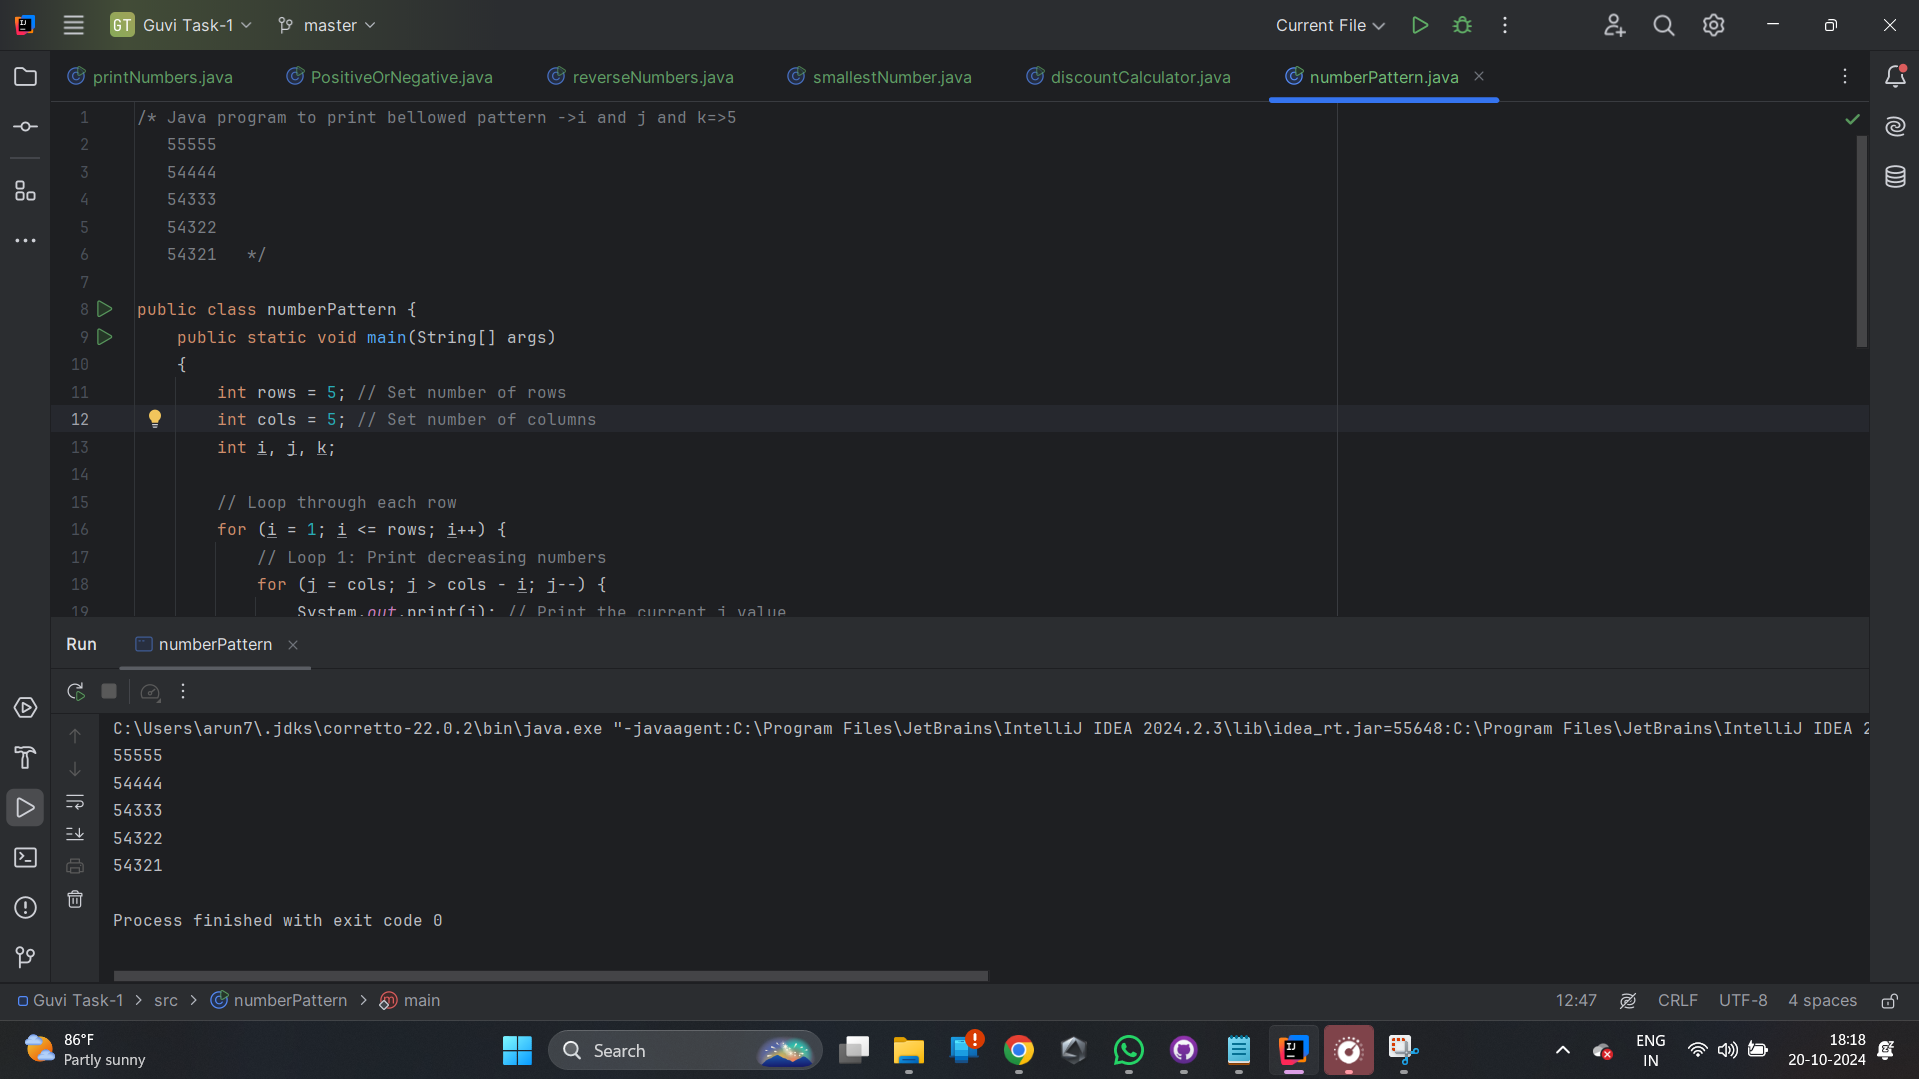 GT Guvi Task-1 master Current File
printNumbers.java PositiveOrNegative.java reverseNumbers.java smallestNumber.java discountCalculator.java numberPattern.java
1 /* Java program to print bellowed pattern ->i and j and k=>5
2 55555
3 54444
4 54333
5 54322
6 54321 */
7
8 public class numberPattern {
9 public static void main(String[] args)
10 {
11 int rows = 5; // Set number of rows
12 int cols = 5; // Set number of columns
13 int i, j, k;
14
15 // Loop through each row
16 for (i = 1; i <= rows; i++) {
17 // Loop 1: Print decreasing numbers
18 for (j = cols; j > cols - i; j--) {
19 System.out.print(j); // Print the current j value
Run numberPattern
C:\Users\arun7\.jdks\corretto-22.0.2\bin\java.exe "-javaagent:C:\Program Files\JetBrains\IntelliJ IDEA 2024.2.3\lib\idea_rt.jar=55648:C:\Program Files\JetBrains\IntelliJ IDEA 2
55555
54444
54333
54322
54321
Process finished with exit code 0
Guvi Task-1 > src > numberPattern > main 12:47 CRLF UTF-8 4 spaces
86°F
Partly sunny
Search
ENG
IN
18:18
20-10-2024